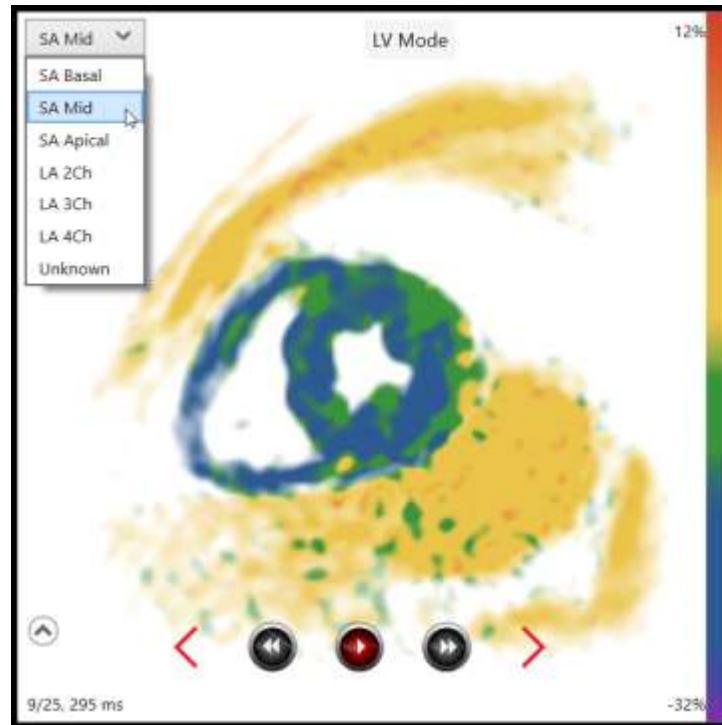 SA Mid
LV Mode
12%
SA Basal
SA Mid
SA Apical
LA 2Ch
LA 3Ch
LA 4Ch
Unknown
9/25, 295 ms
-32%